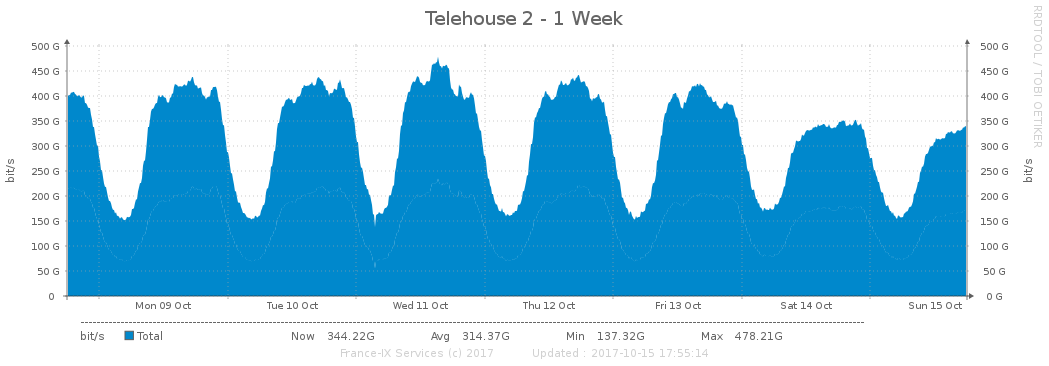 Telehouse 2 - 1 Week
RRDTOOL / TOBI OETIKER
500 G 500 G
450 G 450 G
400 G 400 G
350 G 350 G
300 G 300 G
250 G 250 G
200 G 200 G
150 G 150 G
100 G 100 G
50 G 50 G
0 0 G
bit/s bit/s
Mon 09 Oct Tue 10 Oct Wed 11 Oct Thu 12 Oct Fri 13 Oct Sat 14 Oct Sun 15 Oct
bit/s Total Now 344.22G Avg 314.37G Min 137.32G Max 478.21G
France-IX Services (c) 2017 Updated : 2017-10-15 17:55:14